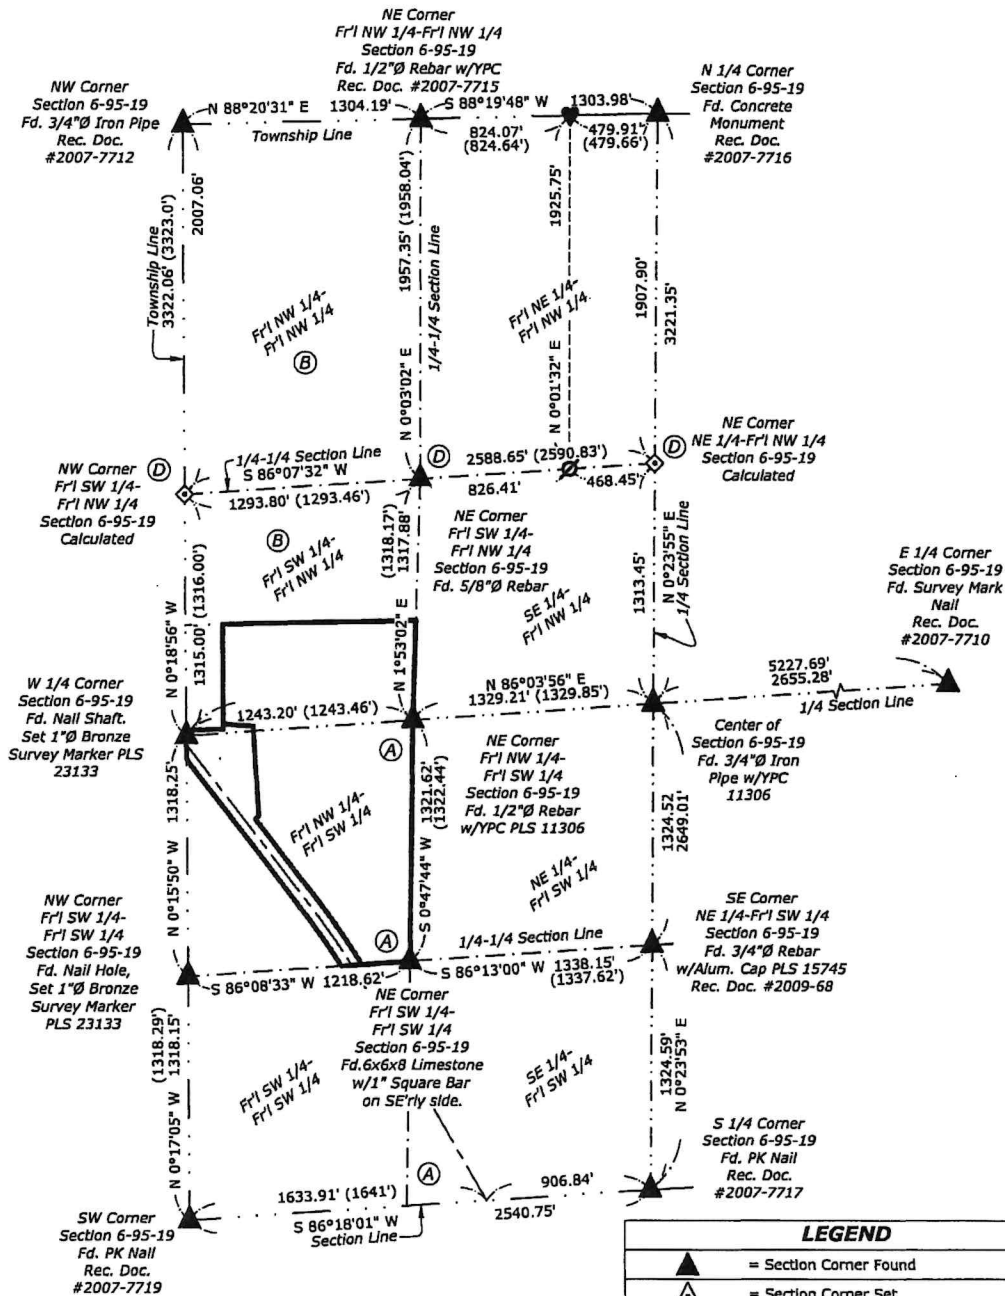 NE Corner
Fr'l NW 1/4-Fr'l NW 1/4
Section 6-95-19
Fd. 1/2"Ø Rebar w/YPC
Rec. Doc. #2007-7715
NW Corner
Section 6-95-19
Fd. 3/4"Ø Iron Pipe
Rec. Doc.
#2007-7712
N 1/4 Corner
Section 6-95-19
Fd. Concrete
Monument
Rec. Doc.
#2007-7716
N 88°20'31" E
1304.19'
Township Line
S 88°19'48" W
1303.98'
824.07'
(824.64')
479.91'
(479.66')
Township Line
3322.06' (3323.0')
2007.06'
1957.35' (1958.04')
1/4-1/4 Section Line
N 0°03'02" E
1925.75'
N 0°01'32" E
1907.90'
3221.35'
Fr'l NW 1/4-
Fr'l NW 1/4
B
Fr'l NE 1/4-
Fr'l NW 1/4
NW Corner
Fr'l SW 1/4-
Fr'l NW 1/4
Section 6-95-19
Calculated
D
1/4-1/4 Section Line
S 86°07'32" W
1293.80' (1293.46')
D
2588.65' (2590.83')
826.41'
468.45'
D
NE Corner
NE 1/4-Fr'l NW 1/4
Section 6-95-19
Calculated
B
Fr'l SW 1/4-
Fr'l NW 1/4
(1318.17')
1317.88'
N 1°53'02" E
NE Corner
Fr'l SW 1/4-
Fr'l NW 1/4
Section 6-95-19
Fd. 5/8"Ø Rebar
SE 1/4-
Fr'l NW 1/4
1313.45'
N 0°23'55" E
1/4 Section Line
E 1/4 Corner
Section 6-95-19
Fd. Survey Mark
Nail
Rec. Doc.
#2007-7710
N 0°18'56" W
1315.00' (1316.00')
W 1/4 Corner
Section 6-95-19
Fd. Nail Shaft.
Set 1"Ø Bronze
Survey Marker PLS
23133
1243.20' (1243.46')
N 86°03'56" E
1329.21' (1329.85')
5227.69'
2655.28'
1/4 Section Line
Center of
Section 6-95-19
Fd. 3/4"Ø Iron
Pipe w/YPC
11306
A
NE Corner
Fr'l NW 1/4-
Fr'l SW 1/4
Section 6-95-19
Fd. 1/2"Ø Rebar
w/YPC PLS 11306
1318.25'
N 0°15'50" W
Fr'l NW 1/4-
Fr'l SW 1/4
1321.62'
(1322.44')
S 0°47'44" W
NE 1/4-
Fr'l SW 1/4
1324.52
2649.01'
NW Corner
Fr'l SW 1/4-
Fr'l SW 1/4
Section 6-95-19
Fd. Nail Hole,
Set 1"Ø Bronze
Survey Marker
PLS 23133
A
1/4-1/4 Section Line
SE Corner
NE 1/4-Fr'l SW 1/4
Section 6-95-19
Fd. 3/4"Ø Rebar
w/Alum. Cap PLS 15745
Rec. Doc. #2009-68
S 86°08'33" W
1218.62'
S 86°13'00" W
1338.15'
(1337.62')
NE Corner
Fr'l SW 1/4-
Fr'l SW 1/4
Section 6-95-19
Fd.6x6x8 Limestone
w/1" Square Bar
on SE'rly side.
(1318.29')
1318.15'
N 0°17'05" W
Fr'l SW 1/4-
Fr'l SW 1/4
SE 1/4-
Fr'l SW 1/4
1324.59'
N 0°23'53" E
S 1/4 Corner
Section 6-95-19
Fd. PK Nail
Rec. Doc.
#2007-7717
A
1633.91' (1641')
S 86°18'01" W
Section Line
906.84'
2540.75'
SW Corner
Section 6-95-19
Fd. PK Nail
Rec. Doc.
#2007-7719
LEGEND
= Section Corner Found
= Section Corner Set